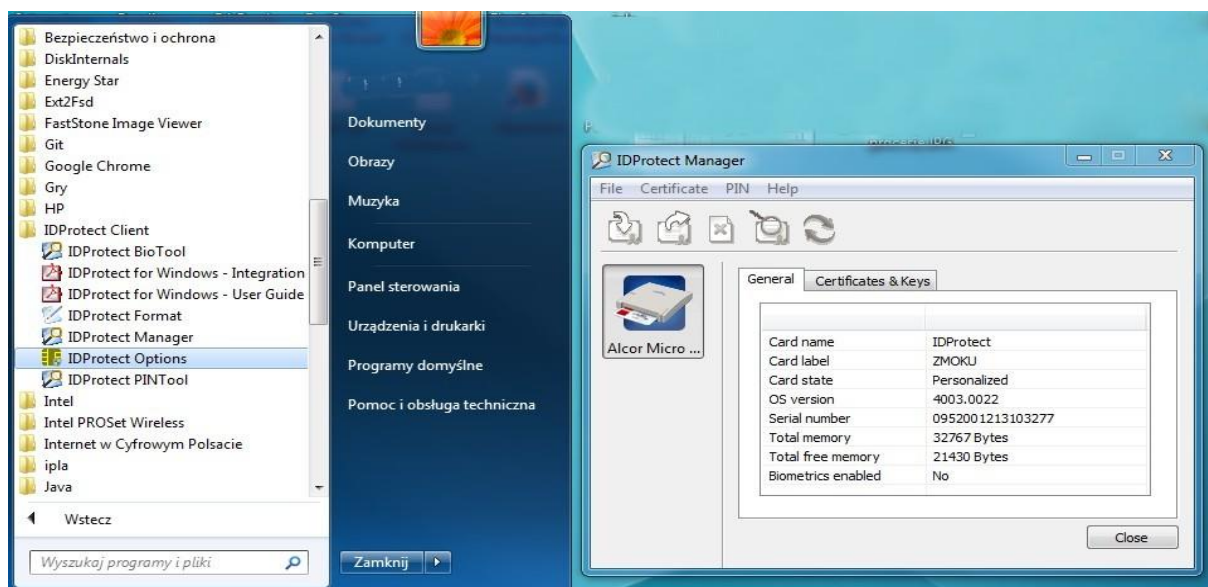 Bezpieczeństwo i ochrona
DiskInternals
Energy Star
Ext2Fsd
FastStone Image Viewer
Git
Google Chrome
Gry
HP
IDProtect Client
IDProtect BioTool
IDProtect for Windows - Integration
IDProtect for Windows - User Guide
IDProtect Format
IDProtect Manager
IDProtect Options
IDProtect PINTool
Intel
Intel PROSet Wireless
Internet w Cyfrowym Polsacie
ipla
Java
Wstecz
Wyszukaj programy i pliki
Dokumenty
Obrazy
Muzyka
Komputer
Panel sterowania
Urządzenia i drukarki
Programy domyślne
Pomoc i obsługa techniczna
Zamknij
IDProtect Manager
File Certificate PIN Help
Alcor Micro ...
General Certificates & Keys
Card name IDProtect
Card label ZMOKU
Card state Personalized
OS version 4003.0022
Serial number 0952001213103277
Total memory 32767 Bytes
Total free memory 21430 Bytes
Biometrics enabled No
Close